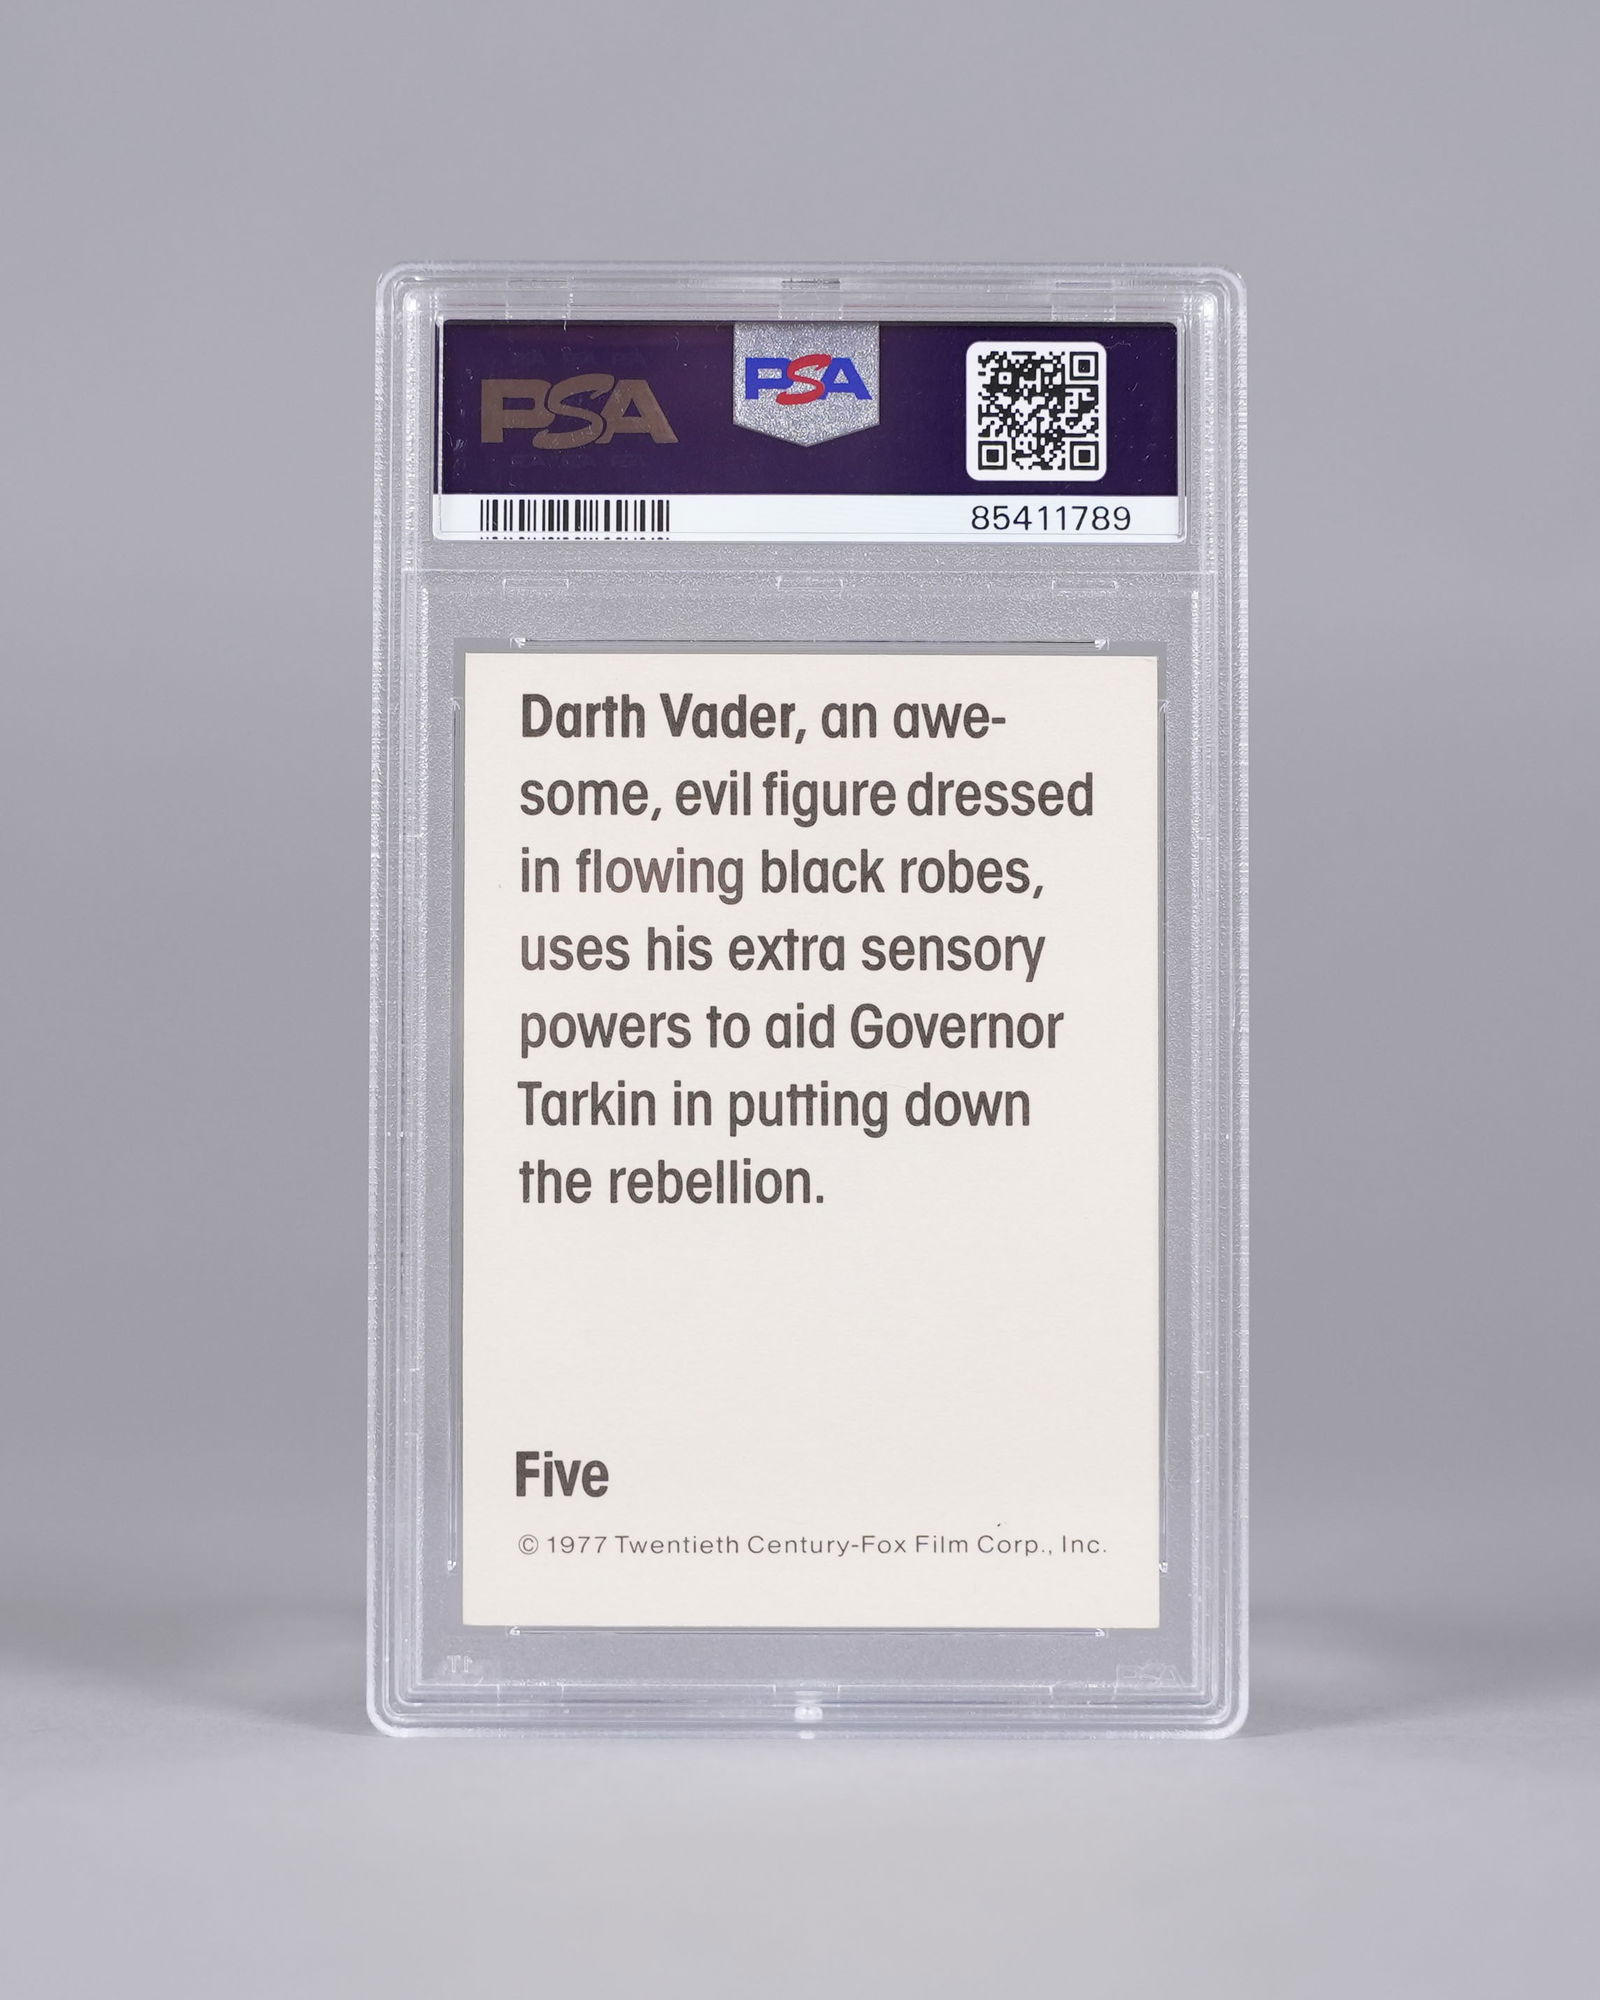 PSA
PSA
85411789
Darth Vader, an awe-
some, evil figure dressed
in flowing black robes,
uses his extra sensory
powers to aid Governor
Tarkin in putting down
the rebellion.
Five
© 1977 Twentieth Century-Fox Film Corp., Inc.
PSA